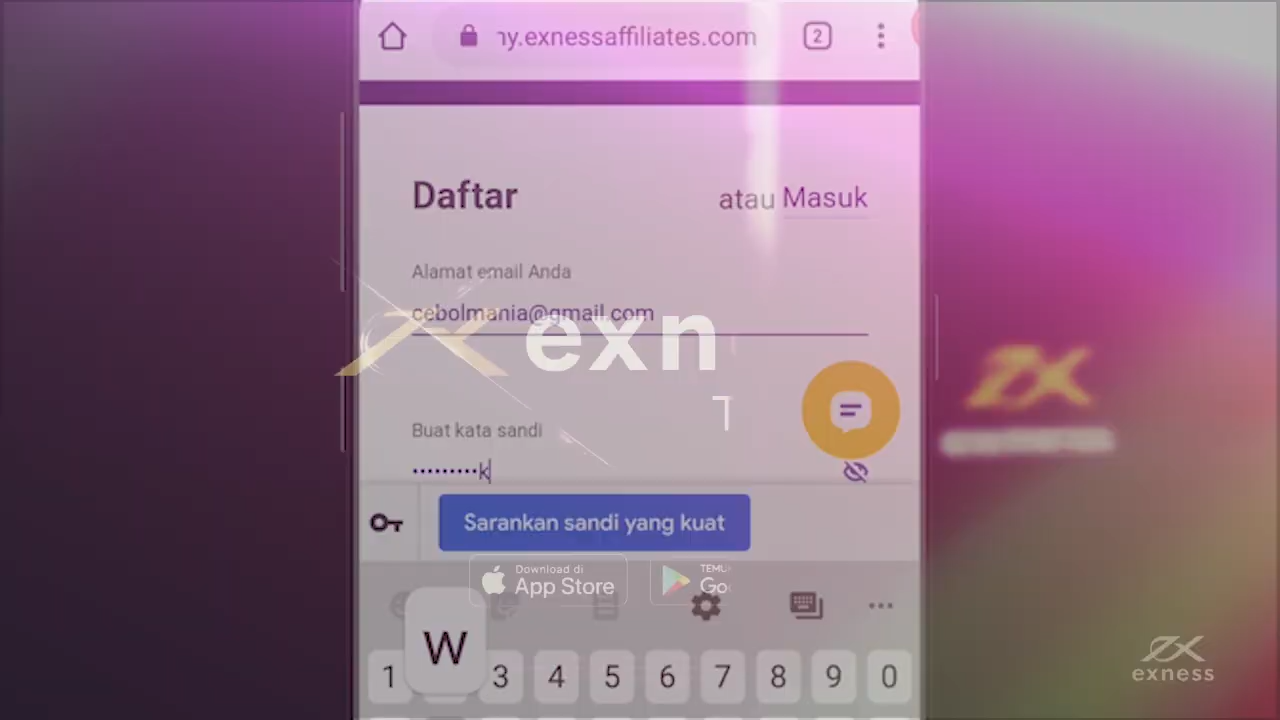 ny.exnessaffiliates.com
2
Daftar
atau Masuk
Alamat email Anda
cebolmania@gmail.com
exn
T
Buat kata sandi
•••••••••k
Sarankan sandi yang kuat
Download di
App Store
TEMU
Go
W
1 3 4 5 6 7 8 9 0
exness